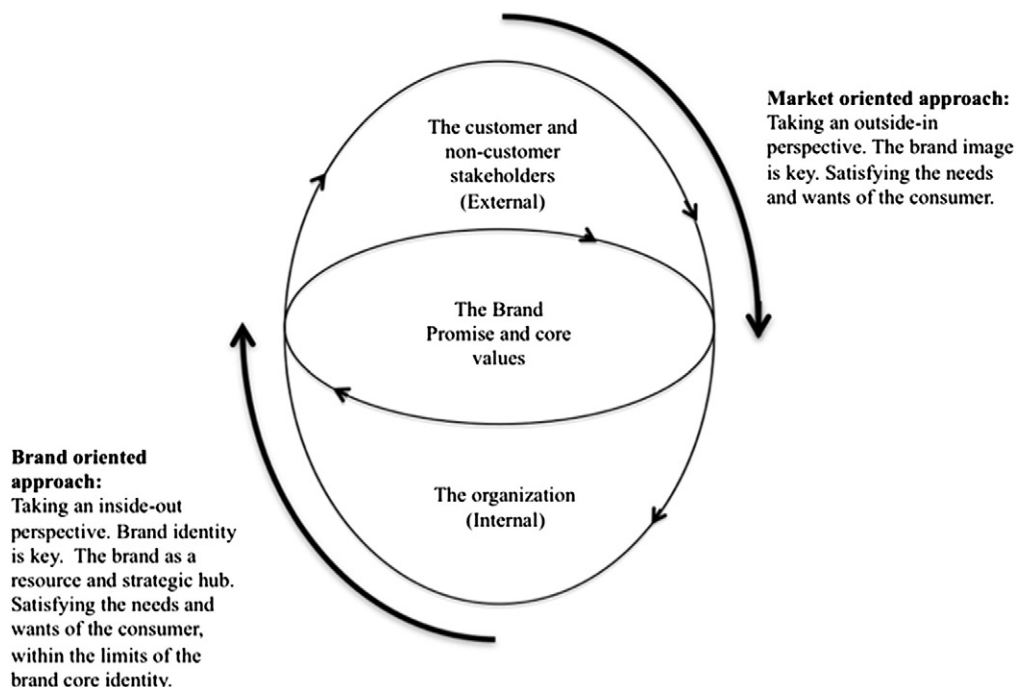 Market oriented approach:
Taking an outside-in
perspective. The brand image
is key. Satisfying the needs
and wants of the consumer.
The customer and
non-customer
stakeholders
(External)
The Brand
Promise and core
values
The organization
(Internal)
Brand oriented
approach:
Taking an inside-out
perspective. Brand identity
is key. The brand as a
resource and strategic hub.
Satisfying the needs and
wants of the consumer,
within the limits of the
brand core identity.